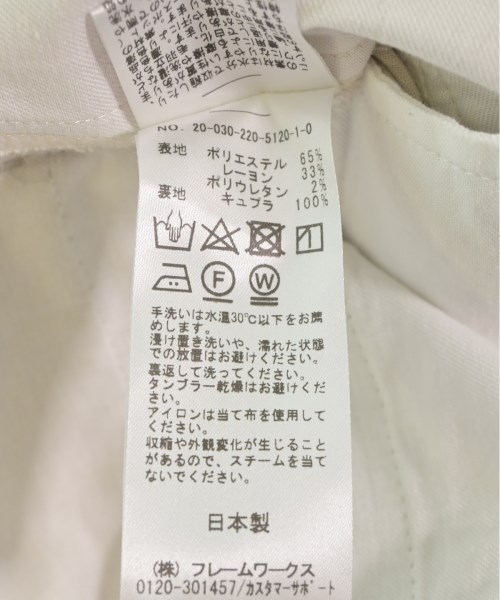 NO. 20-030-220-5120-1-0
表地 ポリエステル 65%
レーヨン 33%
ポリウレタン 2%
裏地 キュプラ 100%
F W
手洗いは水温30℃以下をお薦
めします。
浸け置き洗いや、濡れた状態
での放置はお避けください。
裏返して洗ってください。
タンブラー乾燥はお避けくだ
さい。
アイロンは当て布を使用して
ください。
収縮や外観変化が生じること
があるので、スチームを当て
ないでください。
日本製
(株) フレームワークス
0120-301457/カスタマーサポート